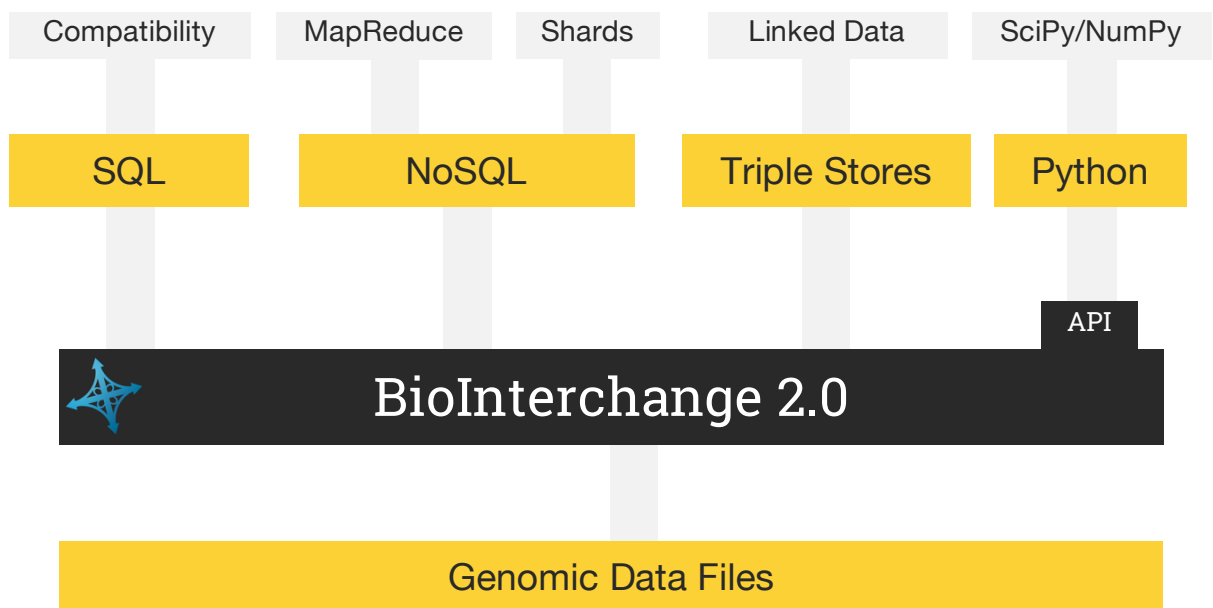 Compatibility MapReduce Shards Linked Data SciPy/NumPy
SQL NoSQL Triple Stores Python
API
BioInterchange 2.0
Genomic Data Files